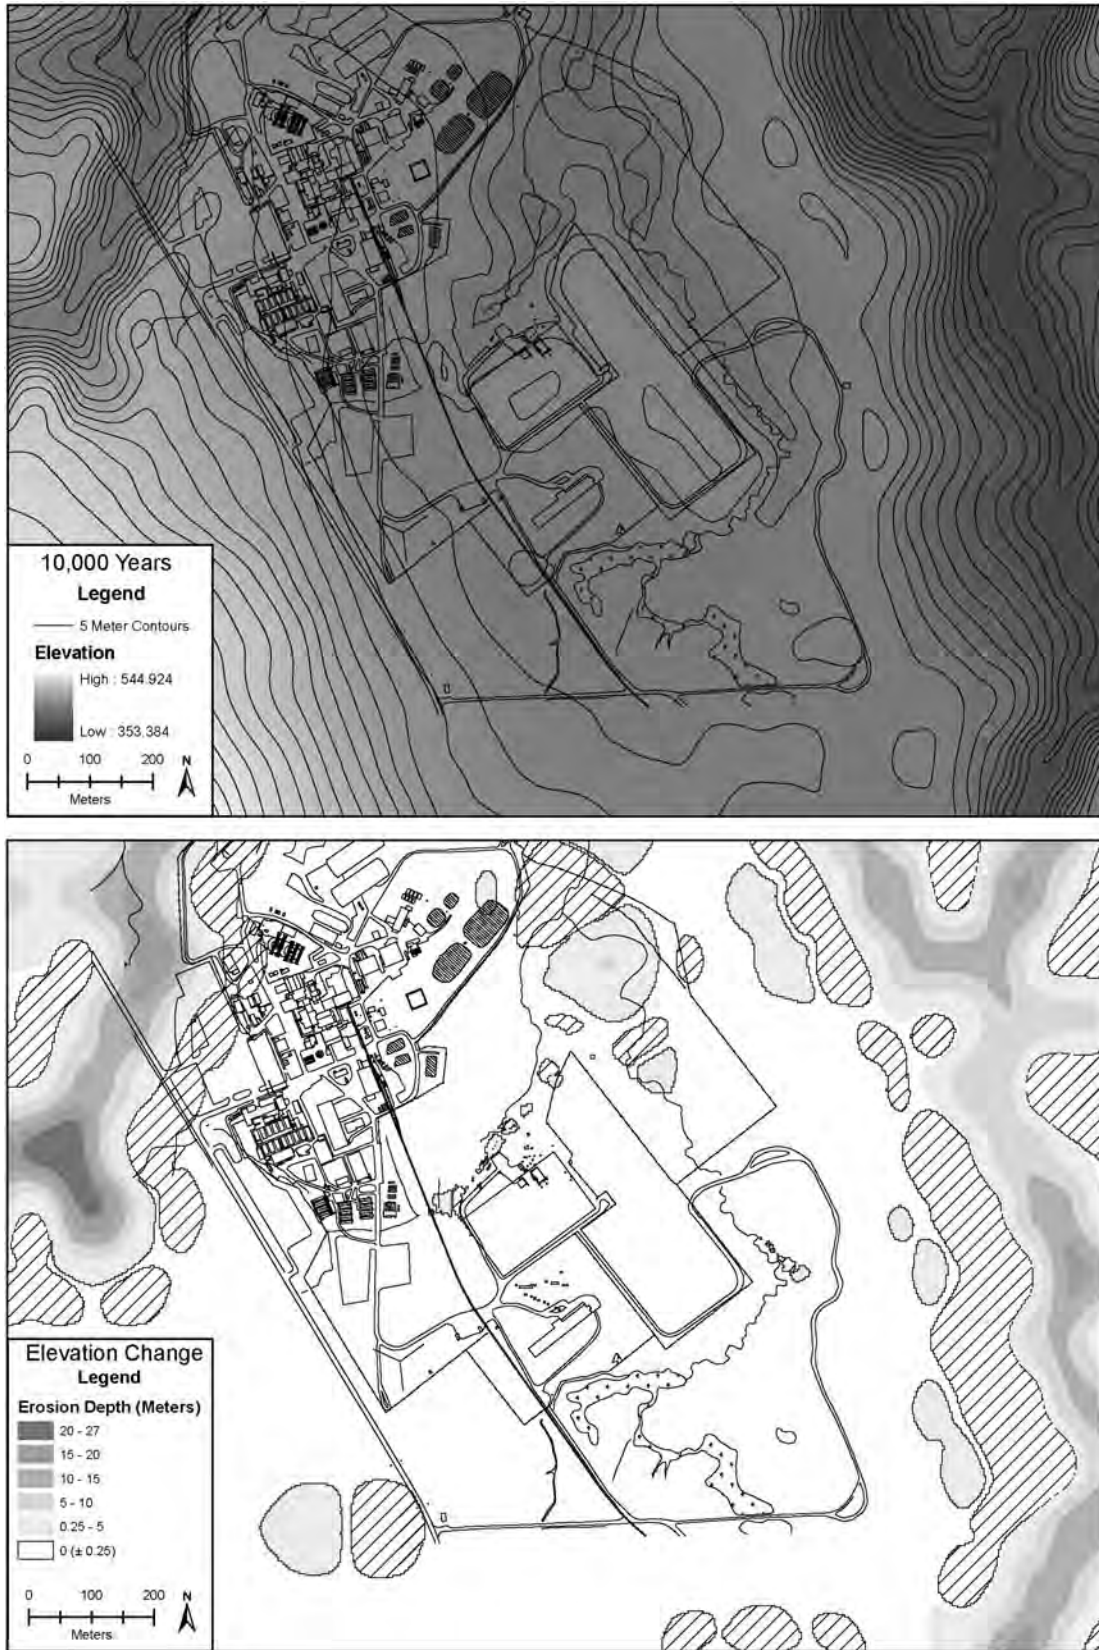 10,000 Years
Legend
5 Meter Contours
Elevation
High : 544.924
Low : 353.384
0 100 200
Meters
N
Elevation Change
Legend
Erosion Depth (Meters)
20 - 27
15 - 20
10 - 15
5 - 10
0.25 - 5
0 (± 0.25)
0 100 200
Meters
N